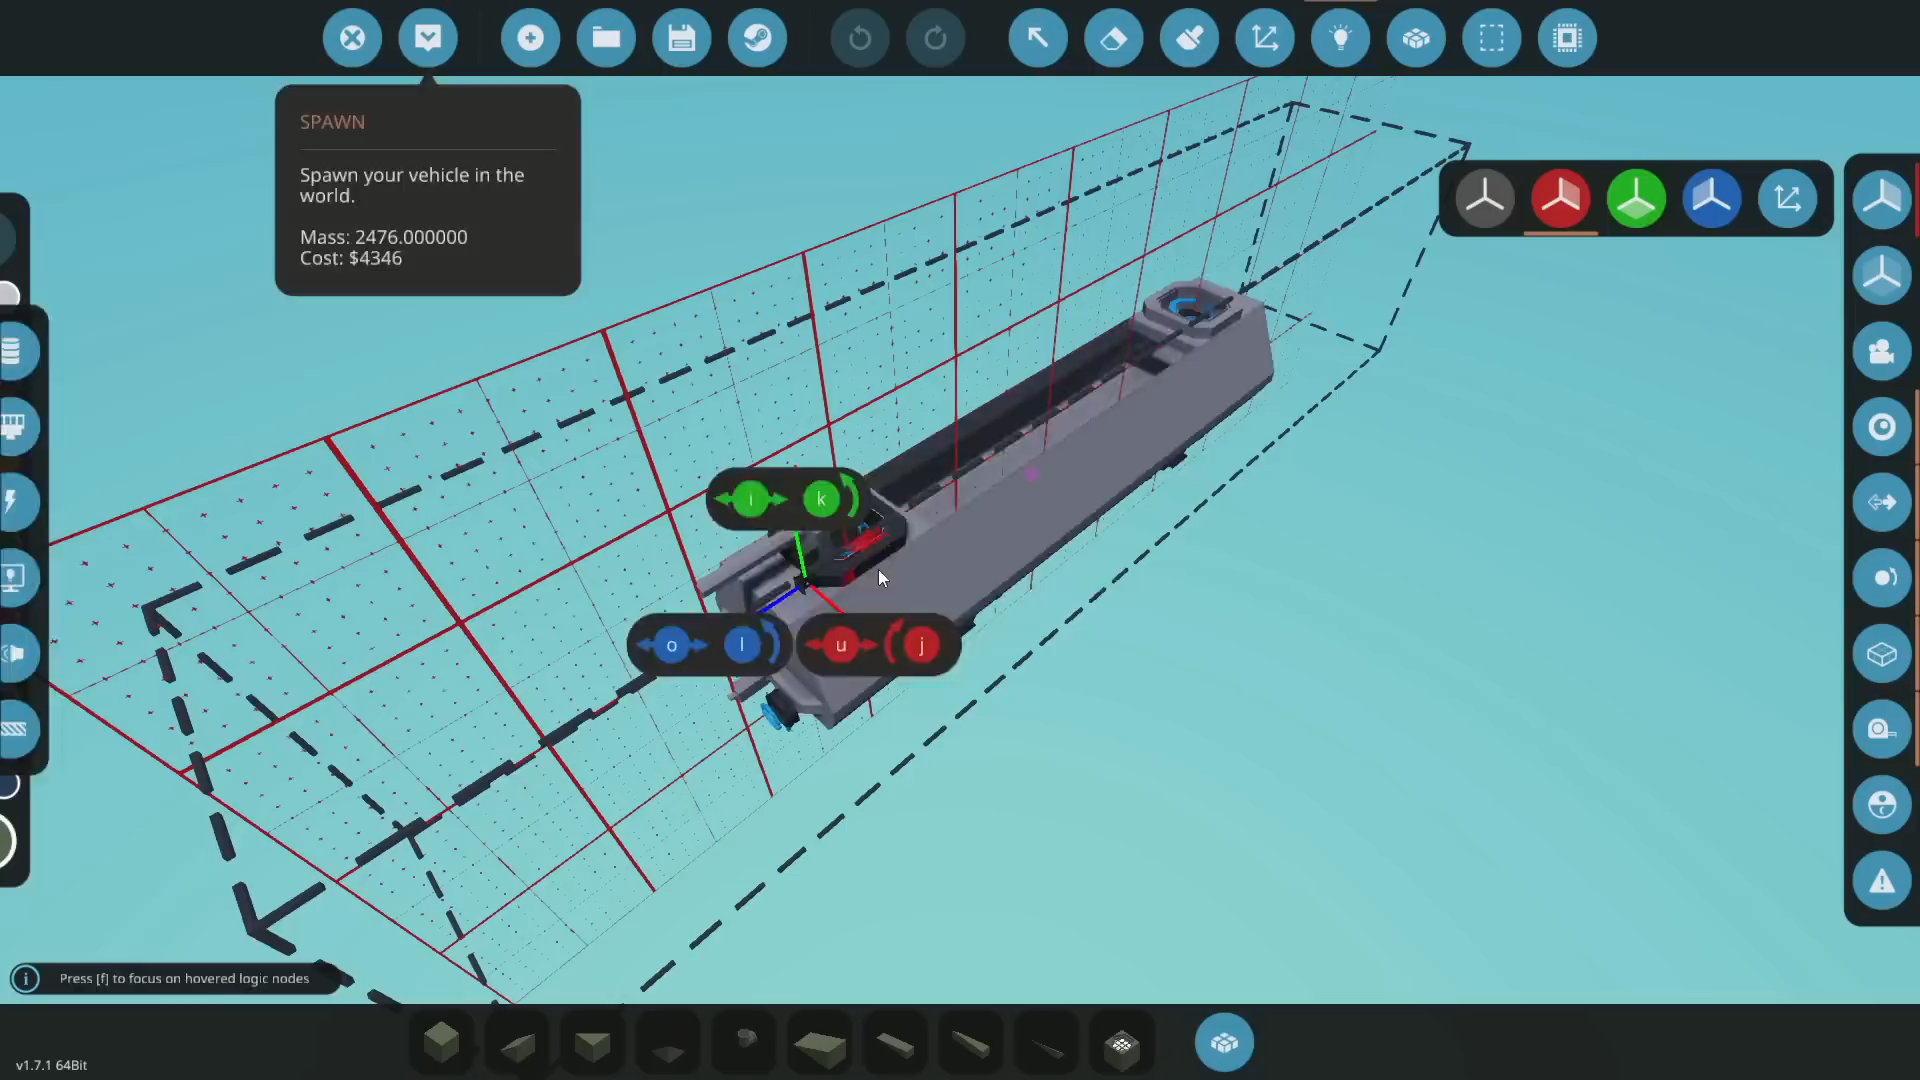 SPAWN
Spawn your vehicle in the
world.
Mass: 2476.000000
Cost: $4346
i k
o l u j
Press [f] to focus on hovered logic nodes
v1.7.1 64Bit